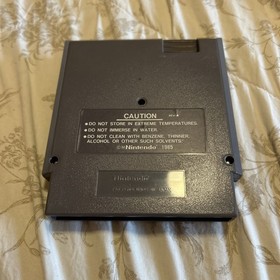 CAUTION
•DO NOT STORE IN EXTREME TEMPERATURES.
•DO NOT IMMERSE IN WATER.
•DO NOT CLEAN WITH BENZENE, THINNER,
ALCOHOL OR OTHER SUCH SOLVENTS.
©Nintendo 1985
Nintendo